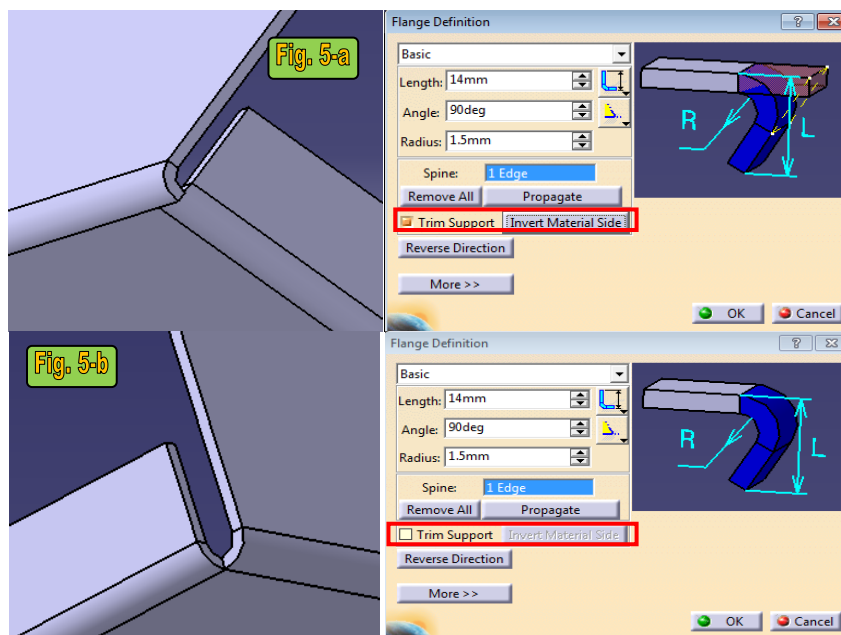 Fig. 5-a
Flange Definition
Basic
Length: 14mm
Angle: 90deg
Radius: 1.5mm
Spine: 1 Edge
Remove All Propagate
Trim Support Invert Material Side
Reverse Direction
More >>
OK Cancel
R
L
Fig. 5-b
Flange Definition
Basic
Length: 14mm
Angle: 90deg
Radius: 1.5mm
Spine: 1 Edge
Remove All Propagate
Trim Support Invert Material Side
Reverse Direction
More >>
OK Cancel
R
L